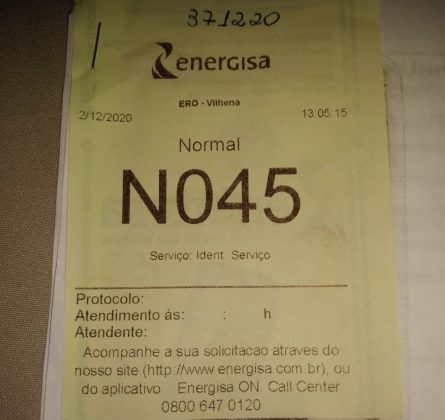 371220
energisa
ERO - Vilhena
2/12/2020 13:05:15
Normal
N045
Serviço: Ident. Serviço
Protocolo:
Atendimento às: : h
Atendente:
Acompanhe a sua solicitacao atraves do
nosso site (http://www.energisa.com.br), ou
do aplicativo Energisa ON. Call Center
0800 647 0120